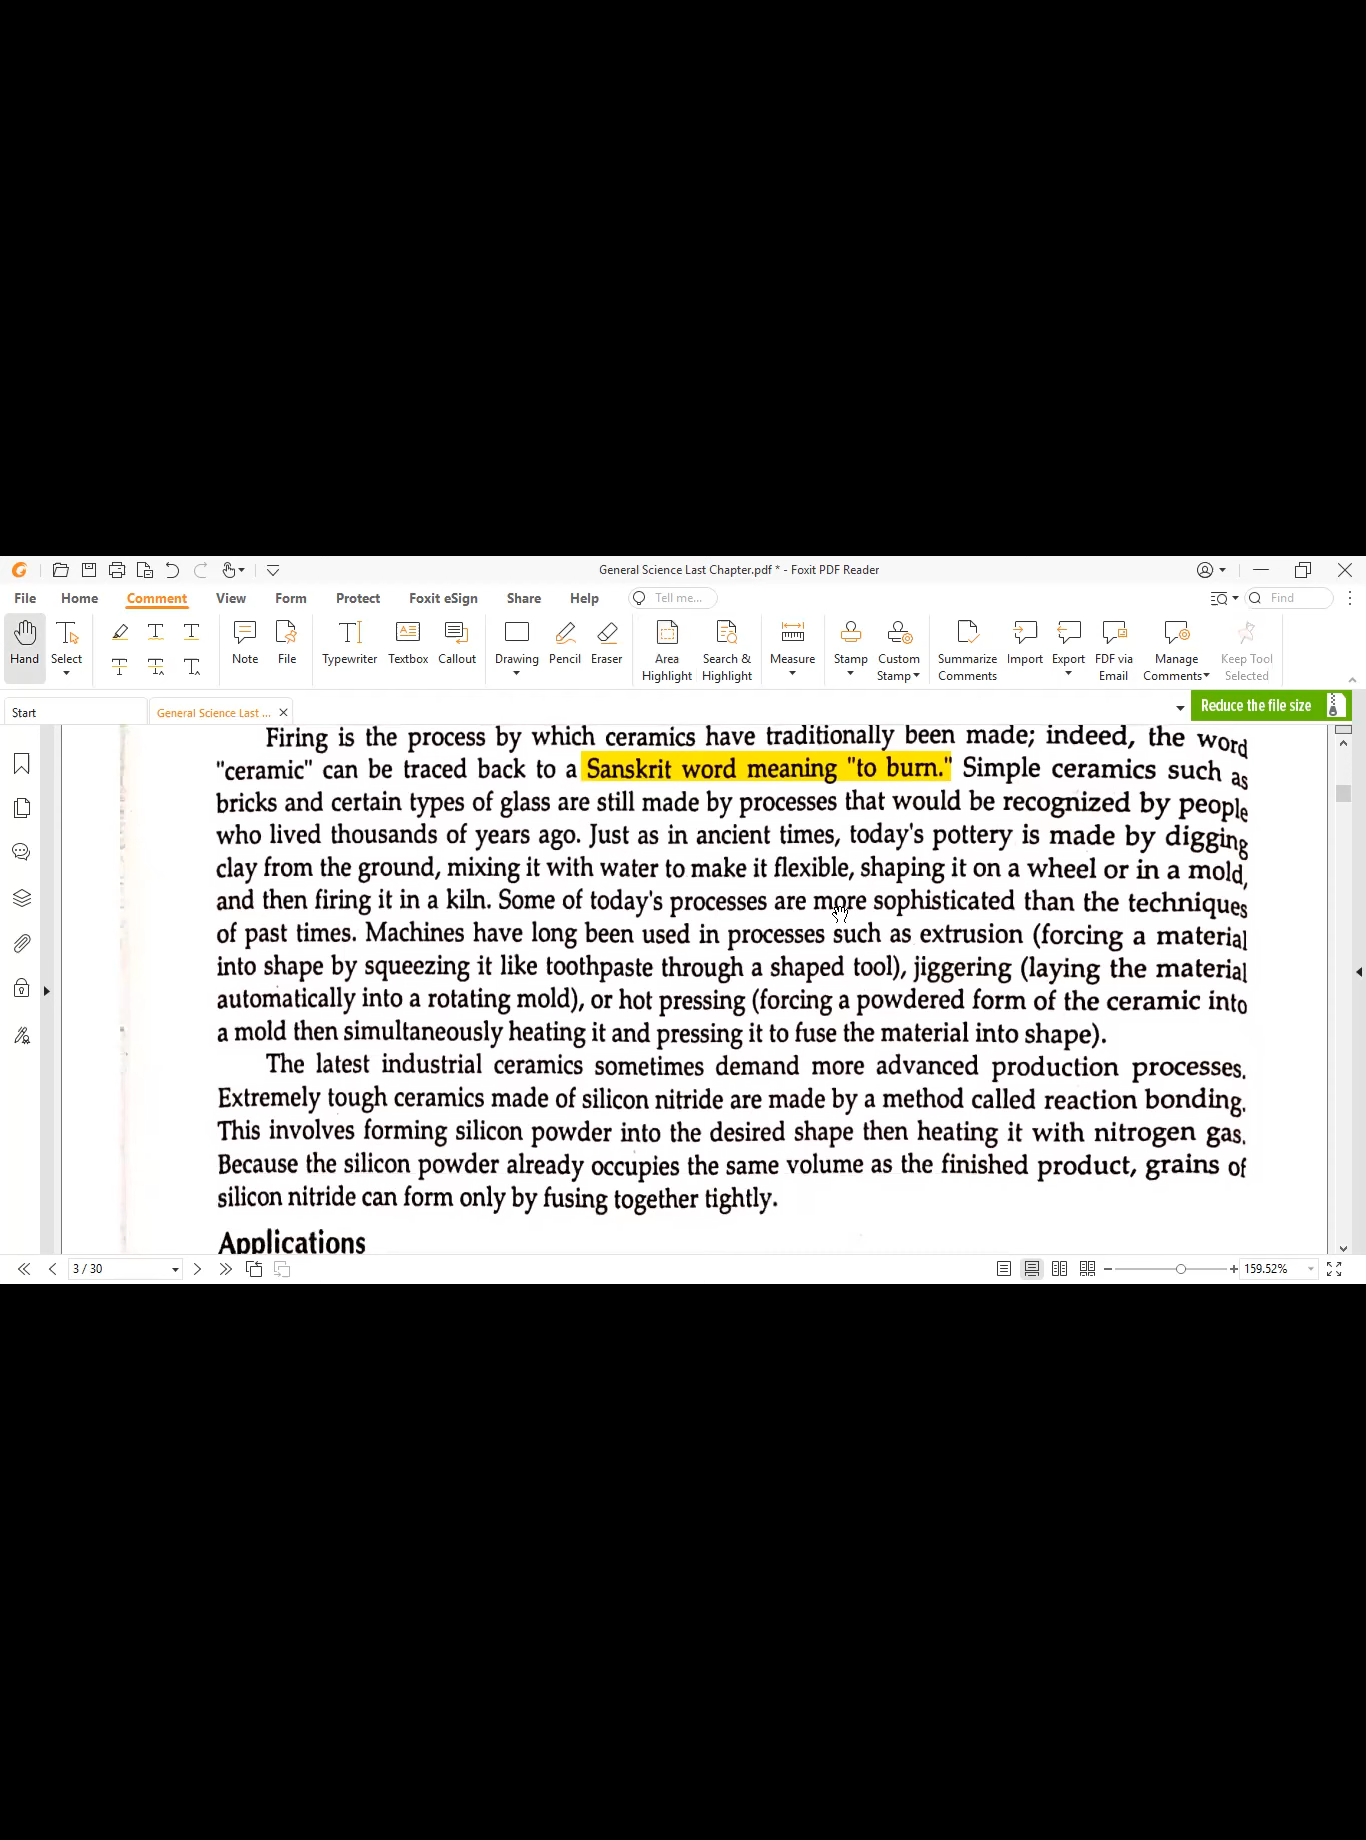 General Science Last Chapter.pdf * - Foxit PDF Reader
File Home Comment View Form Protect Foxit eSign Share Help Tell me... Find
Hand Select Note File Typewriter Textbox Callout Drawing Pencil Eraser Area Highlight Search & Highlight Measure Stamp Custom Stamp Summarize Comments Import Export FDF via Email Manage Comments Keep Tool Selected
Start General Science Last ... Reduce the file size
Firing is the process by which ceramics have traditionally been made; indeed, the word
"ceramic" can be traced back to a Sanskrit word meaning "to burn." Simple ceramics such as
bricks and certain types of glass are still made by processes that would be recognized by people
who lived thousands of years ago. Just as in ancient times, today's pottery is made by digging
clay from the ground, mixing it with water to make it flexible, shaping it on a wheel or in a mold,
and then firing it in a kiln. Some of today's processes are more sophisticated than the techniques
of past times. Machines have long been used in processes such as extrusion (forcing a material
into shape by squeezing it like toothpaste through a shaped tool), jiggering (laying the material
automatically into a rotating mold), or hot pressing (forcing a powdered form of the ceramic into
a mold then simultaneously heating it and pressing it to fuse the material into shape).
The latest industrial ceramics sometimes demand more advanced production processes.
Extremely tough ceramics made of silicon nitride are made by a method called reaction bonding.
This involves forming silicon powder into the desired shape then heating it with nitrogen gas.
Because the silicon powder already occupies the same volume as the finished product, grains of
silicon nitride can form only by fusing together tightly.
Applications
3 / 30 159.52%